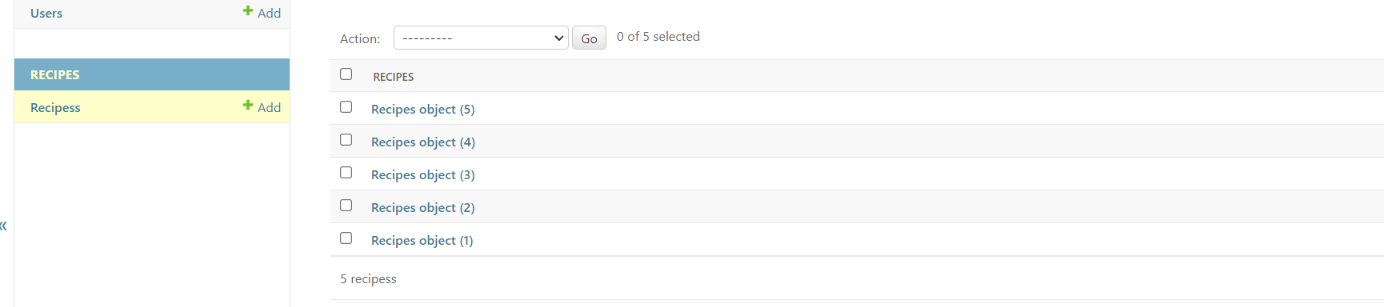 Users
+ Add
RECIPES
Recipess
+ Add
«
Action: --------- Go 0 of 5 selected
RECIPES
Recipes object (5)
Recipes object (4)
Recipes object (3)
Recipes object (2)
Recipes object (1)
5 recipess